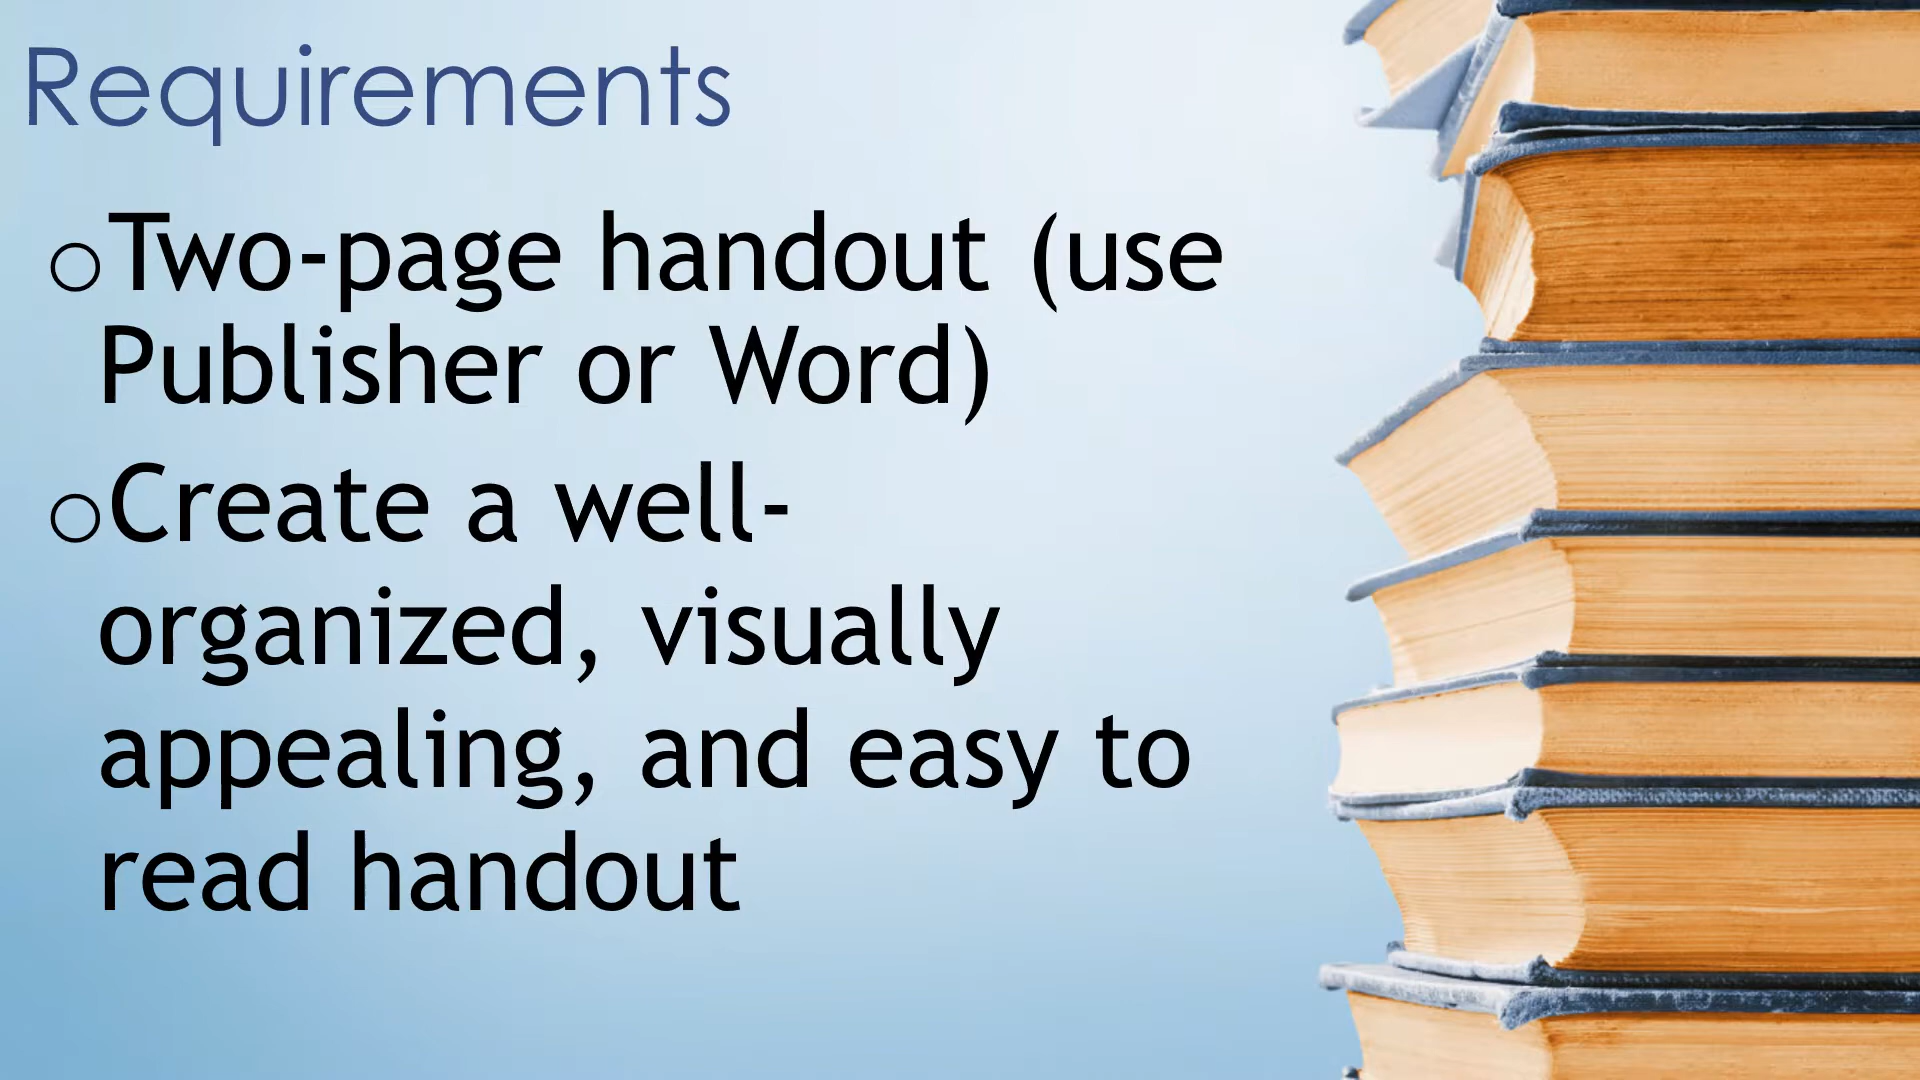 Requirements
oTwo-page handout (use
Publisher or Word)
oCreate a well-
organized, visually
appealing, and easy to
read handout